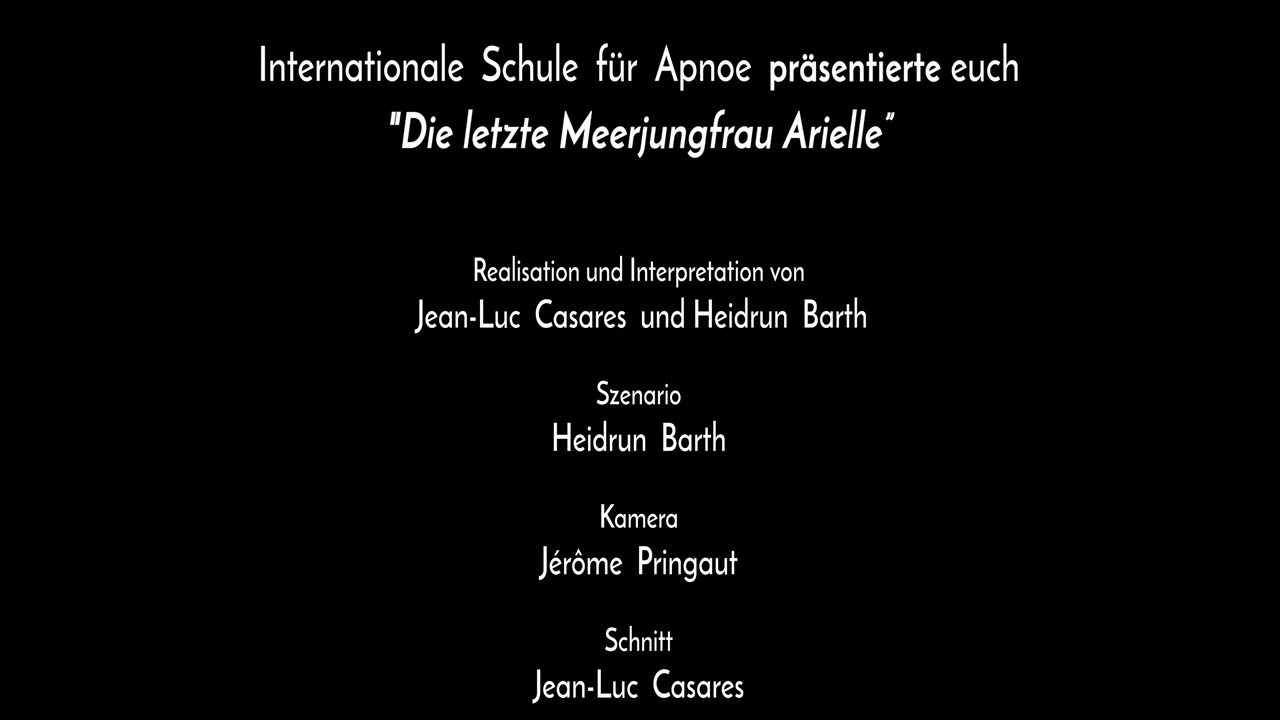 Internationale Schule für Apnoe präsentierte euch
"Die letzte Meerjungfrau Arielle”
Realisation und Interpretation von
Jean-Luc Casares und Heidrun Barth
Szenario
Heidrun Barth
Kamera
Jérôme Pringaut
Schnitt
Jean-Luc Casares